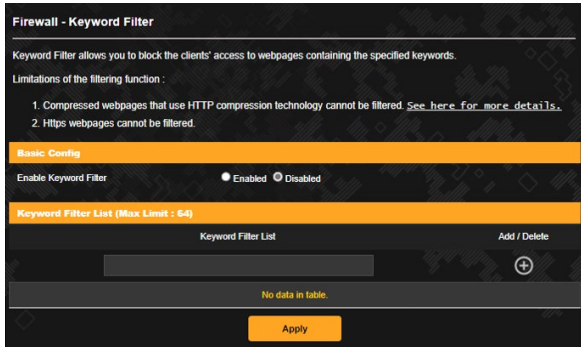 Firewall - Keyword Filter
Keyword Filter allows you to block the clients' access to webpages containing the specified keywords.
Limitations of the filtering function :
1. Compressed webpages that use HTTP compression technology cannot be filtered. See here for more details.
2. Https webpages cannot be filtered.
Basic Config
Enable Keyword Filter Enabled Disabled
Keyword Filter List (Max Limit : 64)
Keyword Filter List Add / Delete
No data in table.
Apply